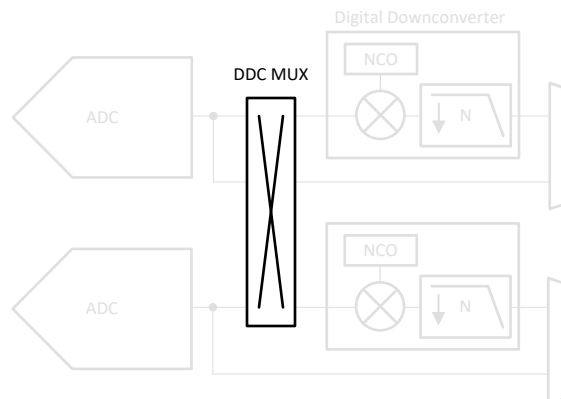 Digital Downconverter
NCO
DDC MUX
ADC
N
NCO
ADC
N